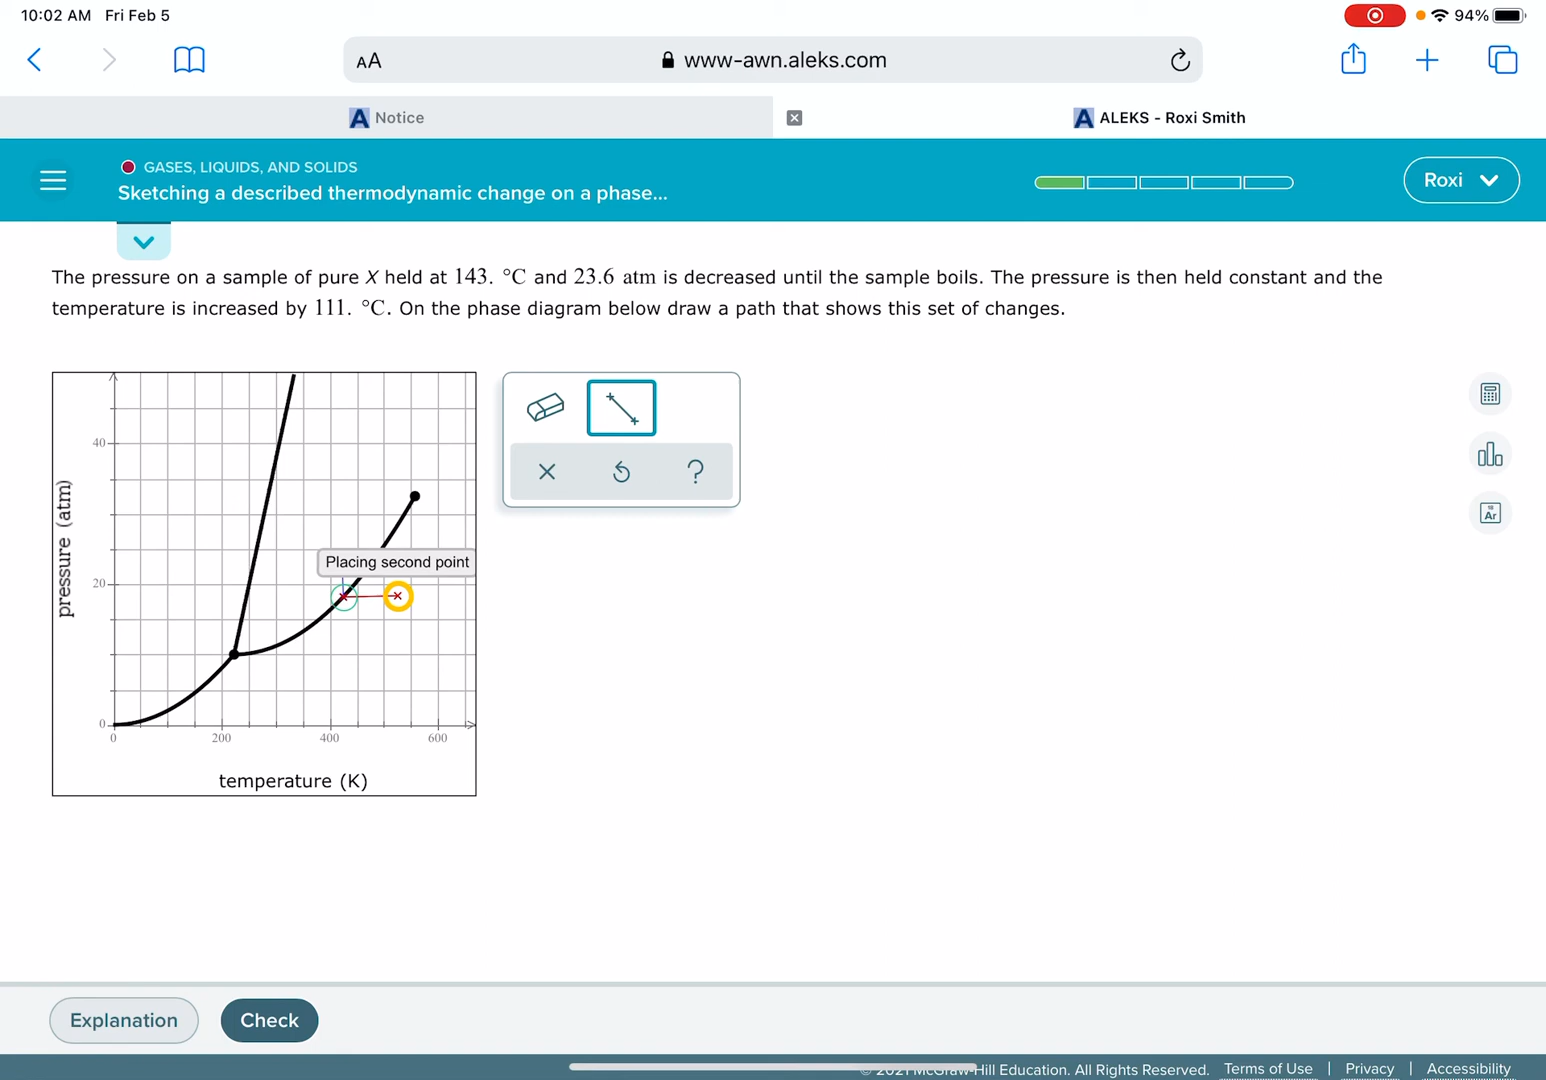 10:02 AM Fri Feb 5
94%
AA www-awn.aleks.com
Notice
ALEKS - Roxi Smith
GASES, LIQUIDS, AND SOLIDS
Sketching a described thermodynamic change on a phase...
Roxi
The pressure on a sample of pure X held at 143. °C and 23.6 atm is decreased until the sample boils. The pressure is then held constant and the
temperature is increased by 111. °C. On the phase diagram below draw a path that shows this set of changes.
40
pressure (atm)
Placing second point
20
0
0 200 400 600
temperature (K)
?
18
Ar
Explanation
Check
© 2021 McGraw-Hill Education. All Rights Reserved. Terms of Use | Privacy | Accessibility